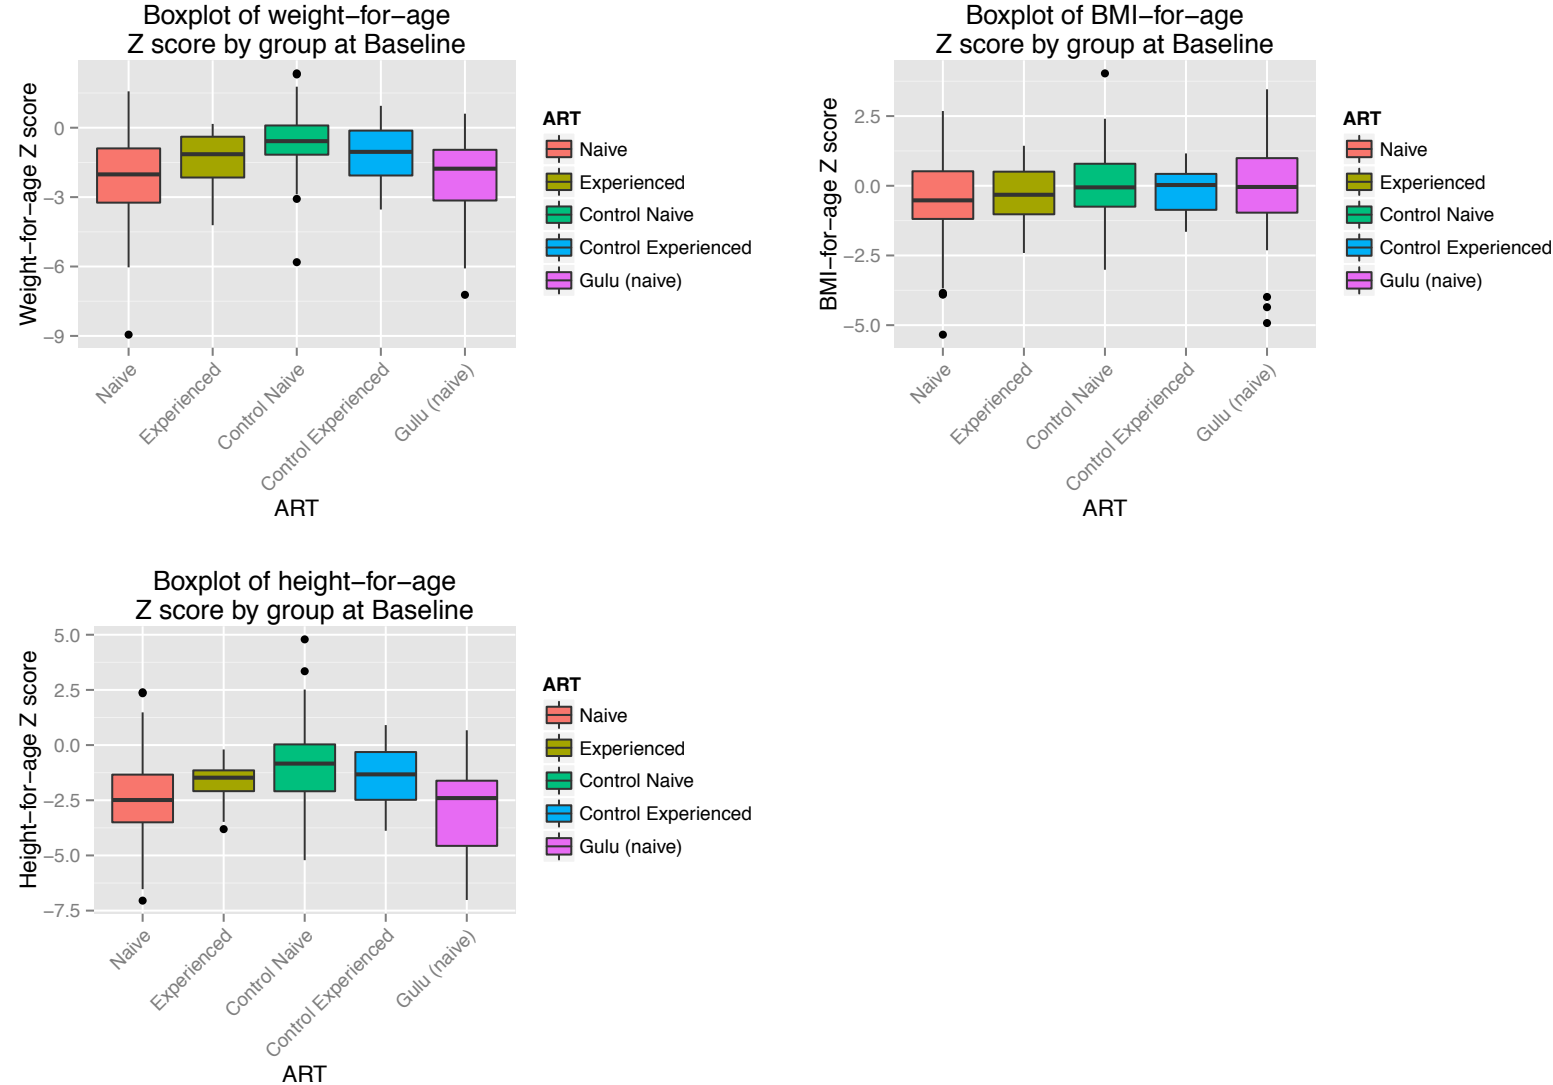 Boxplot of weight−for−age
Z score by group at Baseline
Weight−for−age Z score
0
−3
−6
−9
Naive
Experienced
Control Naive
Control Experienced
Gulu (naive)
ART
ART
Naive
Experienced
Control Naive
Control Experienced
Gulu (naive)
Boxplot of BMI−for−age
Z score by group at Baseline
BMI−for−age Z score
2.5
0.0
−2.5
−5.0
Naive
Experienced
Control Naive
Control Experienced
Gulu (naive)
ART
ART
Naive
Experienced
Control Naive
Control Experienced
Gulu (naive)
Boxplot of height−for−age
Z score by group at Baseline
Height−for−age Z score
5.0
2.5
0.0
−2.5
−5.0
−7.5
Naive
Experienced
Control Naive
Control Experienced
Gulu (naive)
ART
ART
Naive
Experienced
Control Naive
Control Experienced
Gulu (naive)